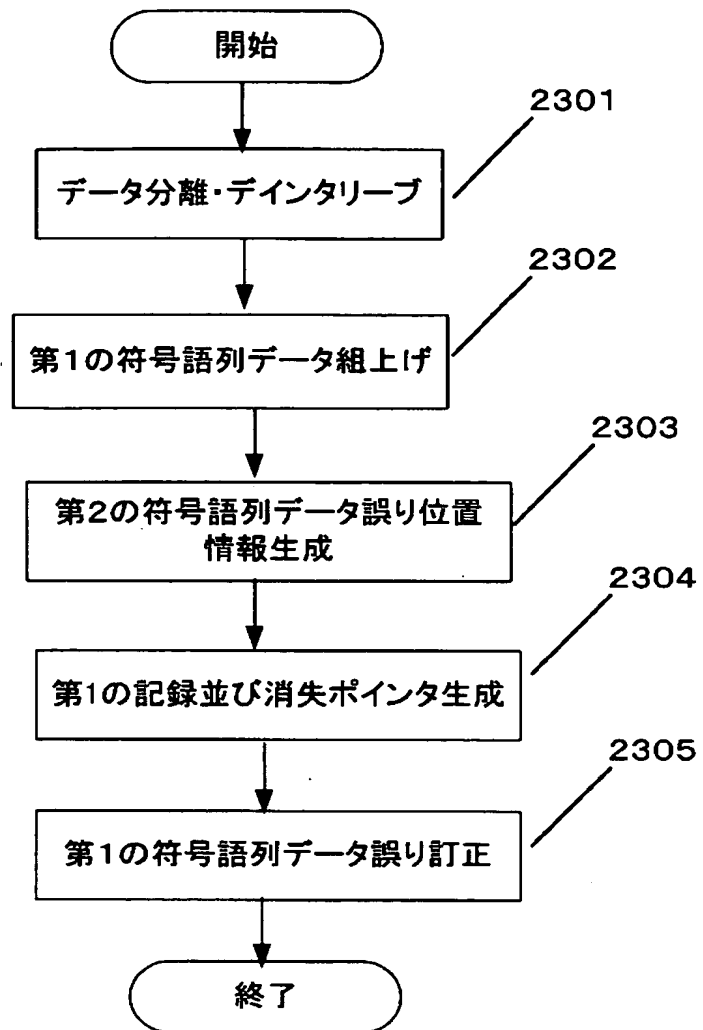 開始
2301
データ分離・デインタリーブ
2302
第1の符号語列データ組上げ
2303
第2の符号語列データ誤り位置
情報生成
2304
第1の記録並び消失ポインタ生成
2305
第1の符号語列データ誤り訂正
終了